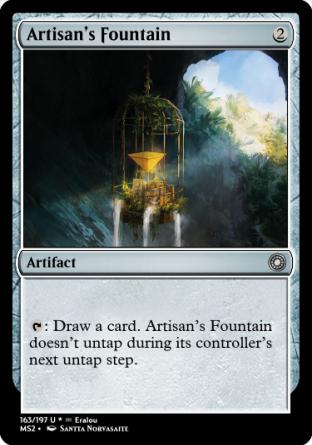 Artisan's Fountain 2
Artifact
: Draw a card. Artisan's Fountain
doesn't untap during its controller's
next untap step.
163/197 U * = Eralou
MS2 • Santta Norvasaite